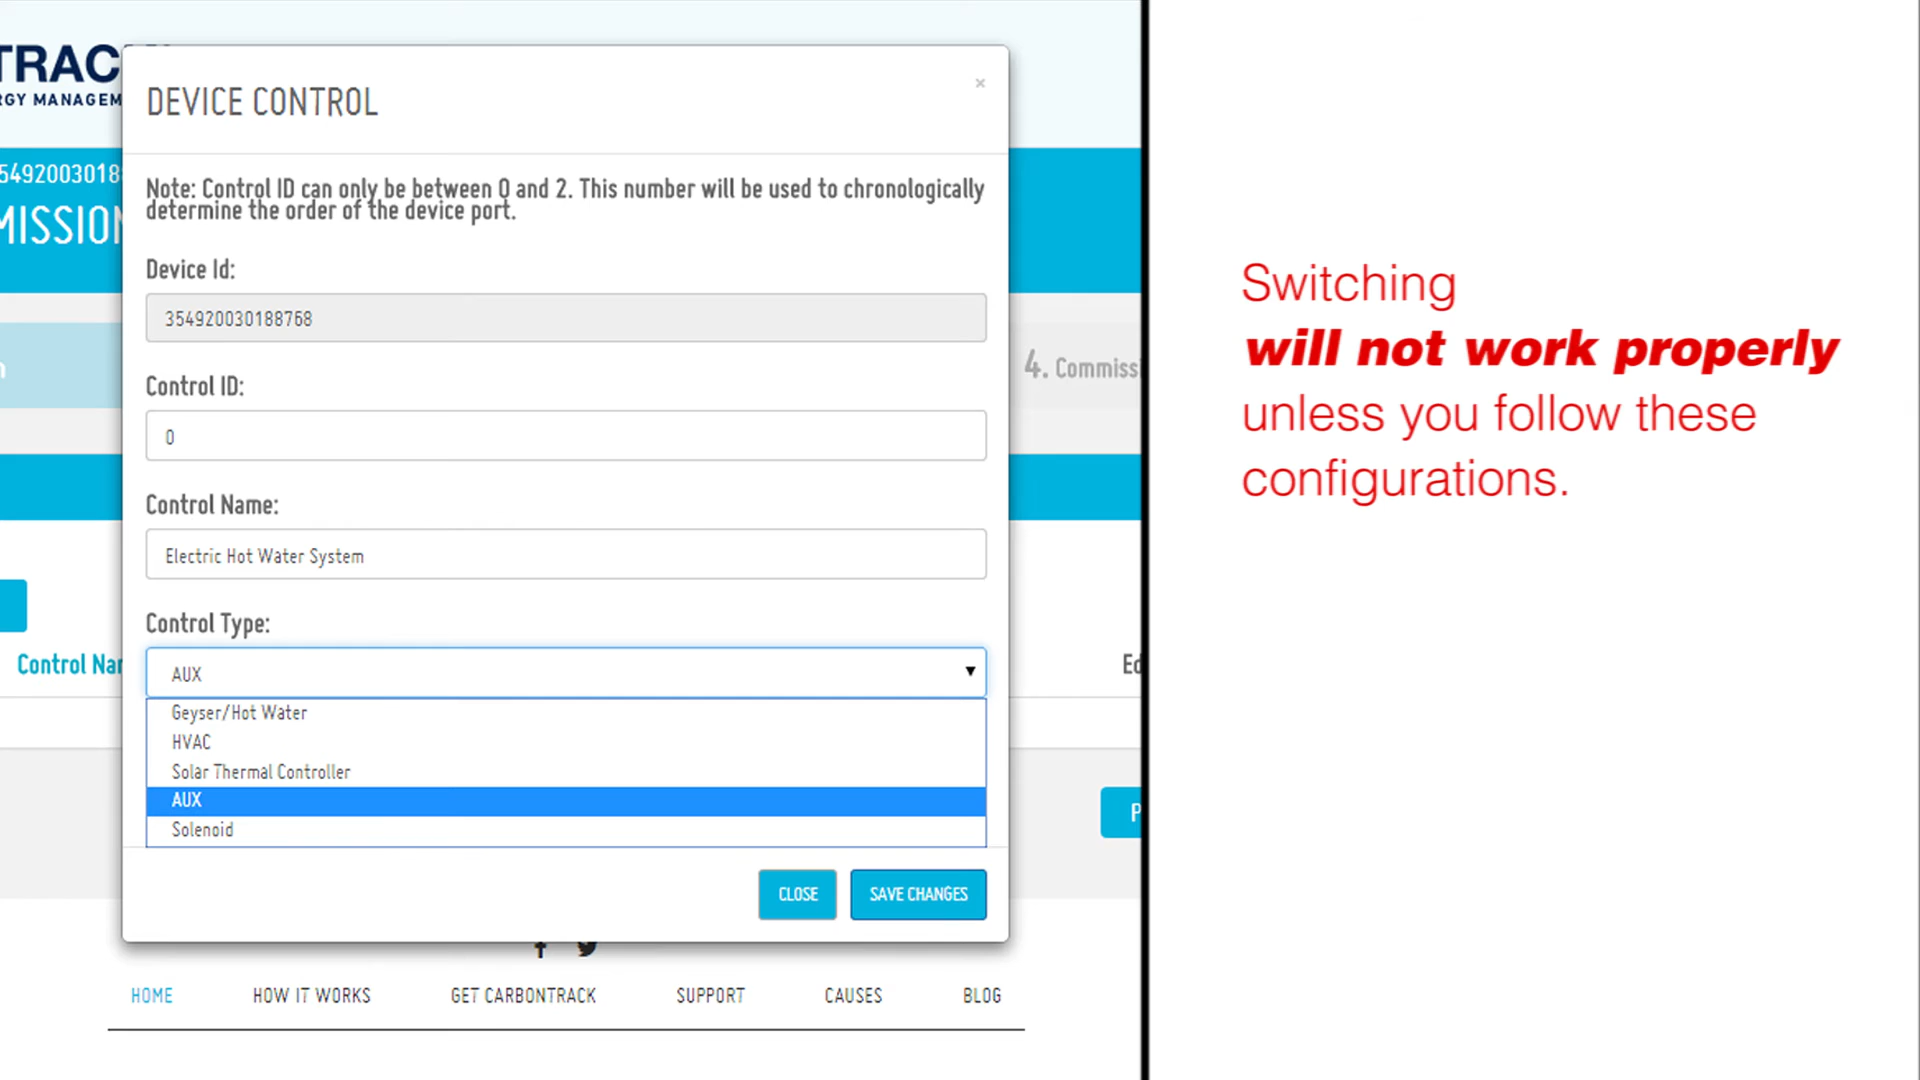 TRAC
RGY MANAGEM
DEVICE CONTROL
×
Note: Control ID can only be between 0 and 2. This number will be used to chronologically
determine the order of the device port.
Device Id:
354920030188768
Control ID:
0
Control Name:
Electric Hot Water System
Control Type:
AUX
Geyser/Hot Water
HVAC
Solar Thermal Controller
AUX
Solenoid
CLOSE
SAVE CHANGES
5492003018
MISSION
4. Commiss
Control Nar
Ed
P
HOME
HOW IT WORKS
GET CARBONTRACK
SUPPORT
CAUSES
BLOG
Switching
will not work properly
unless you follow these
configurations.